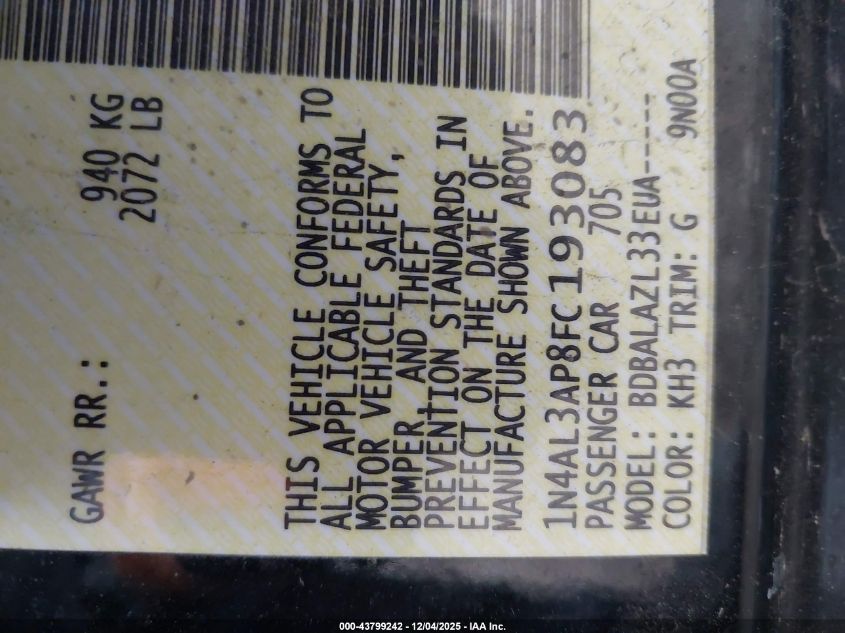 GAWR RR.: 940 KG
2072 LB
THIS VEHICLE CONFORMS TO
ALL APPLICABLE FEDERAL
MOTOR VEHICLE SAFETY,
BUMPER, AND THEFT
PREVENTION STANDARDS IN
EFFECT ON THE DATE OF
MANUFACTURE SHOWN ABOVE.
1N4AL3AP8FC193083
PASSENGER CAR 705
MODEL: BDBALAZL33EUA-----
COLOR: KH3 TRIM: G 9N00A
000-43799242 - 12/04/2025 - IAA Inc.